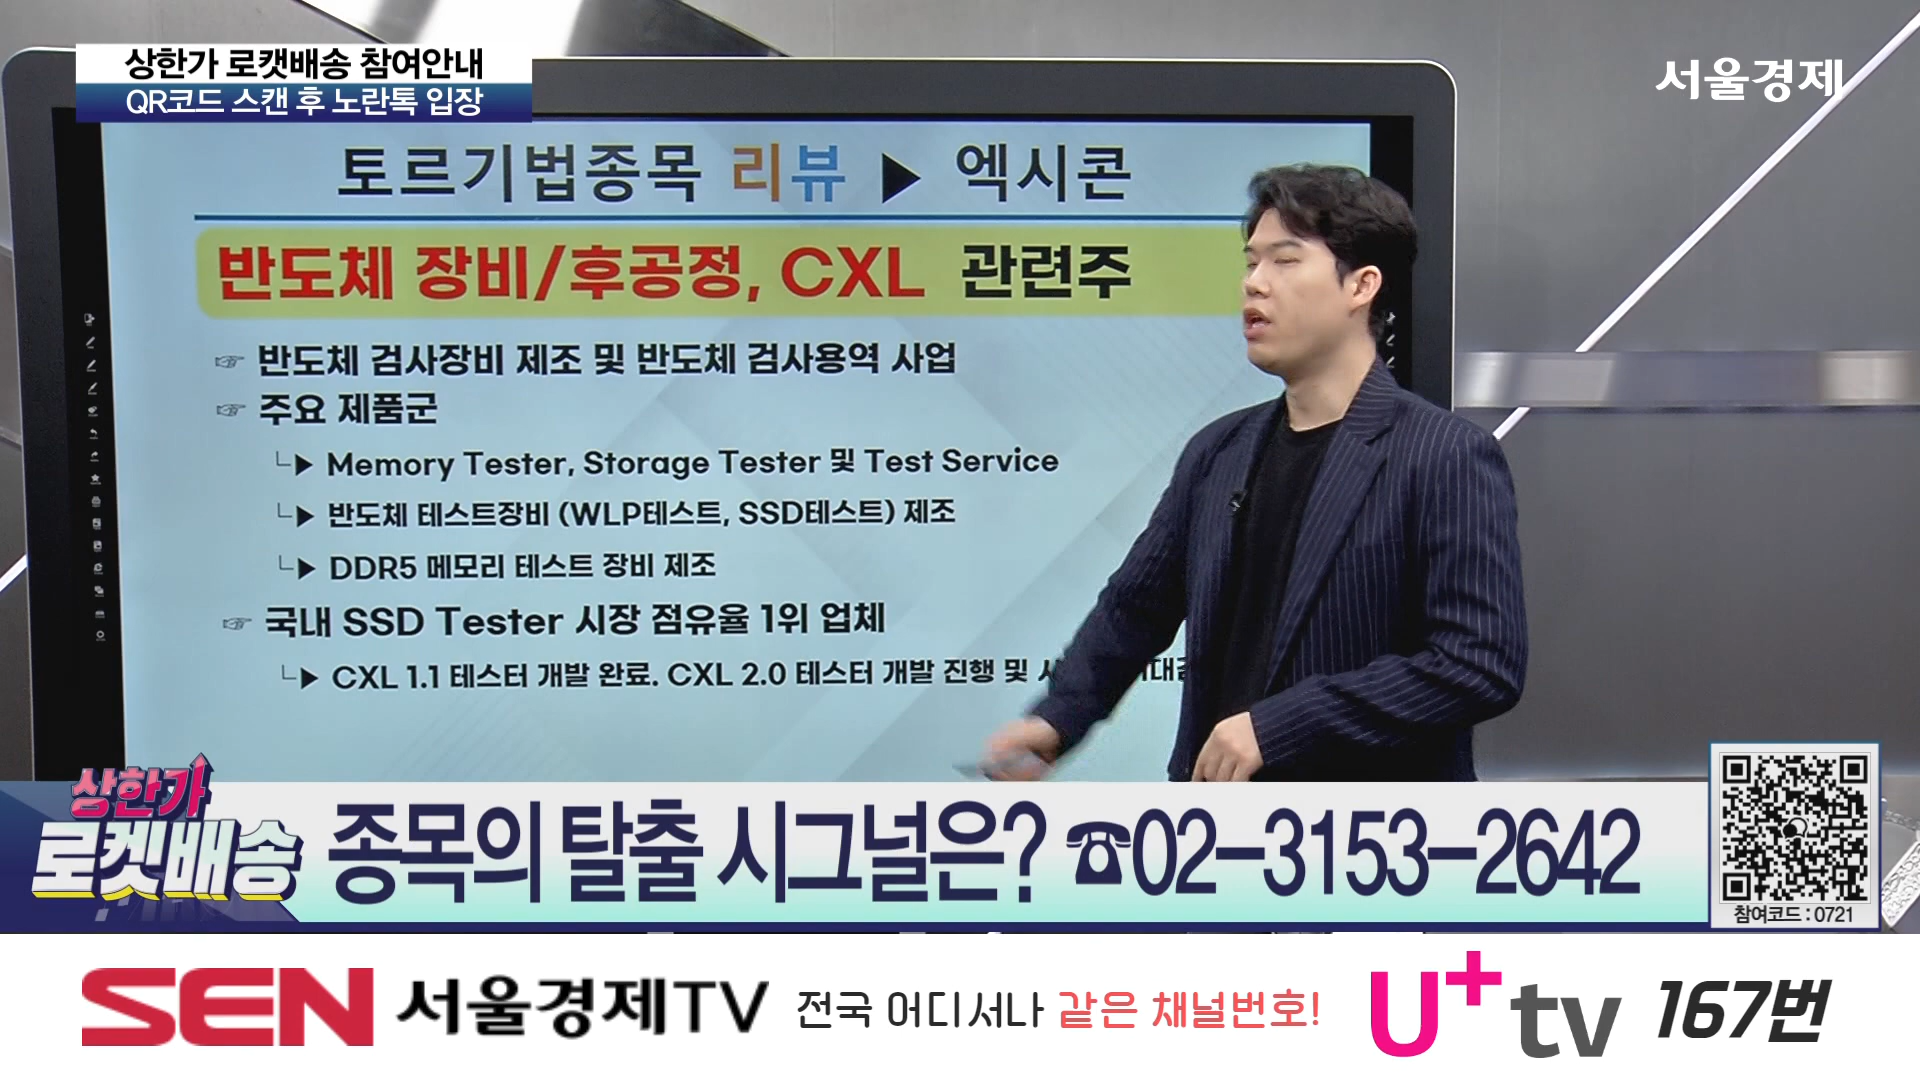 상한가 로캣배송 참여안내
QR코드 스캔 후 노란톡 입장
서울경제
토르기법종목 리뷰 ▶ 엑시콘
반도체 장비/후공정, CXL 관련주
☞ 반도체 검사장비 제조 및 반도체 검사용역 사업
☞ 주요 제품군
└▶ Memory Tester, Storage Tester 및 Test Service
└▶ 반도체 테스트장비 (WLP테스트, SSD테스트) 제조
└▶ DDR5 메모리 테스트 장비 제조
☞ 국내 SSD Tester 시장 점유율 1위 업체
└▶ CXL 1.1 테스터 개발 완료. CXL 2.0 테스터 개발 진행 및
상한가
로켓배송
종목의 탈출 시그널은? ☎02-3153-2642
참여코드 : 0721
SEN 서울경제TV 전국 어디서나 같은 채널번호! U+tv 167번